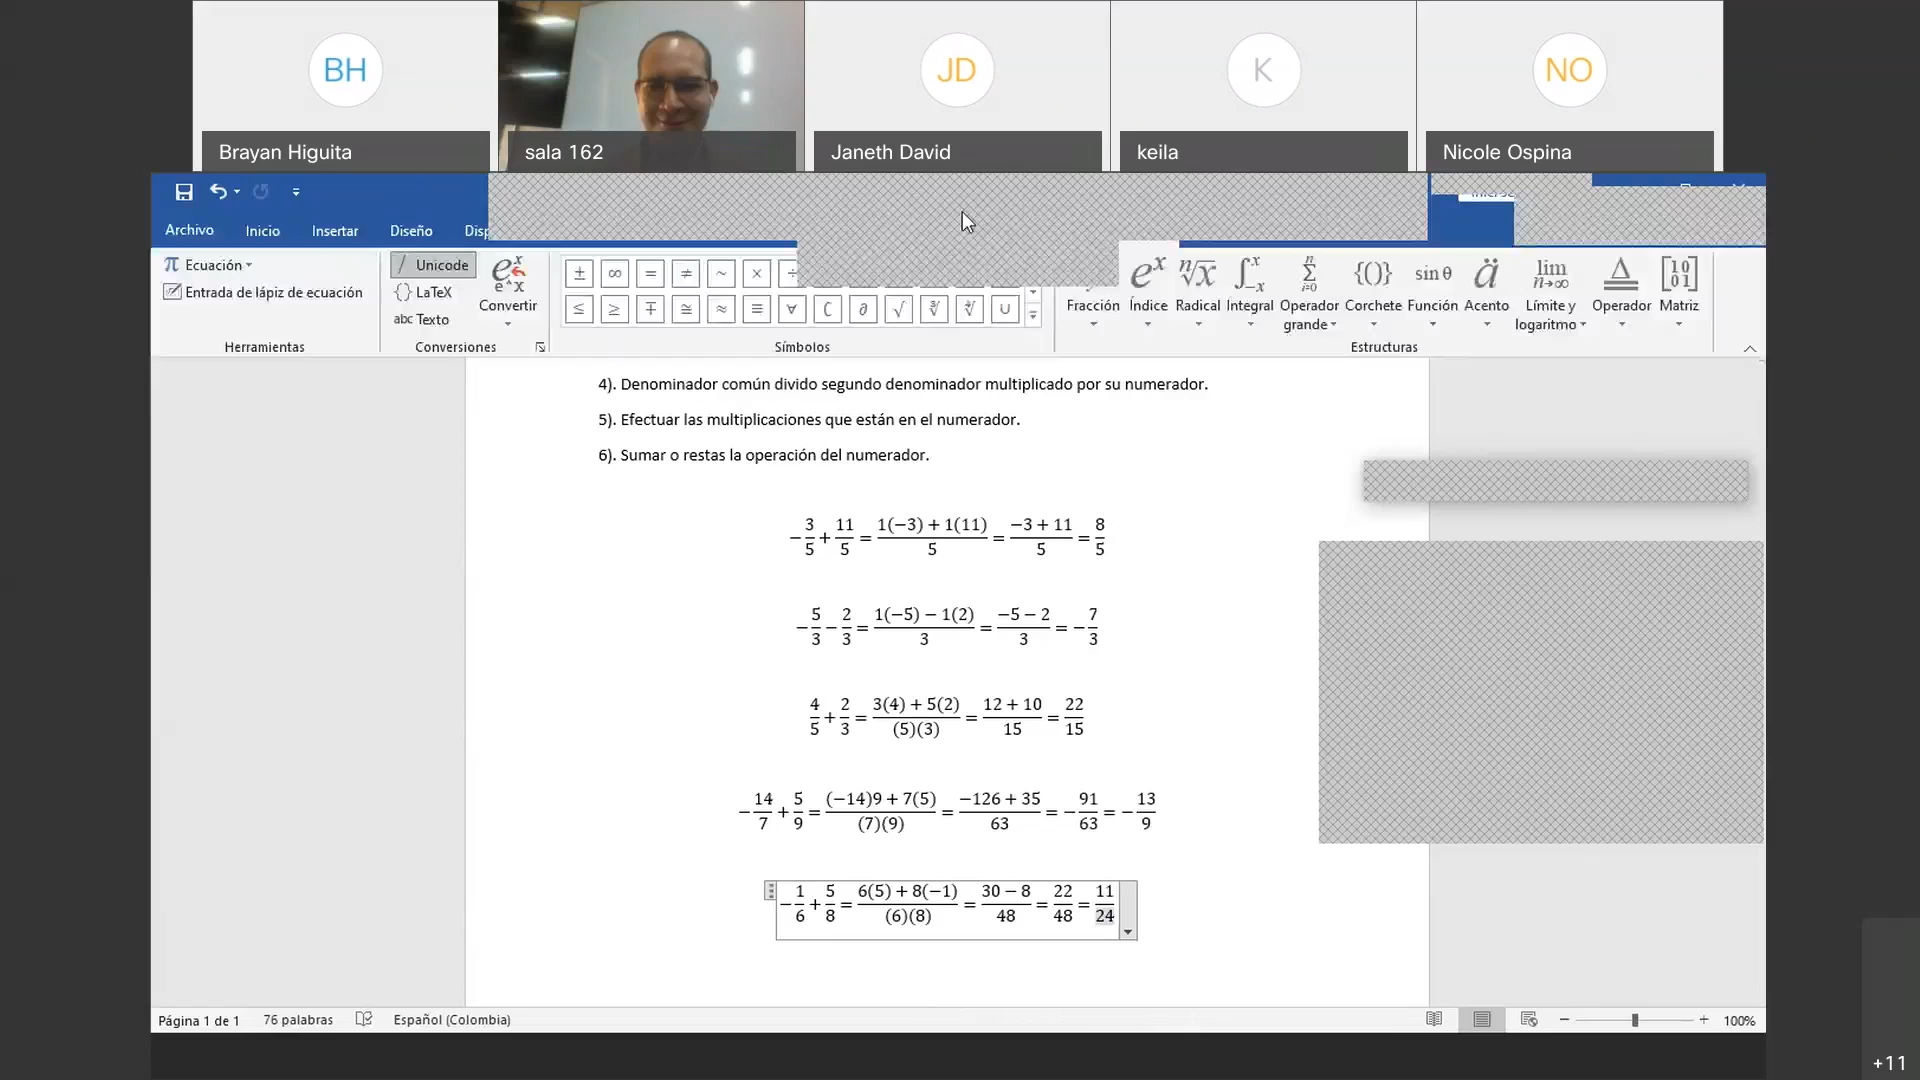 BH
JD
K
NO
Brayan Higuita
sala 162
Janeth David
keila
Nicole Ospina
Archivo
Inicio
Insertar
Diseño
π Ecuación
Entrada de lápiz de ecuación
Herramientas
/ Unicode
{} LaTeX
abc Texto
Convertir
Conversiones
± ∞ = ≠ ~ × ÷
≤ ≥ ∓ ≅ ≈ ≡ ∀ ∁ ∂ √ ∛ ∜ ∪
Símbolos
Fracción
Índice
Radical
Integral
Operador grande
Corchete
Función
Acento
Límite y logaritmo
Operador
Matriz
Estructuras
4). Denominador común divido segundo denominador multiplicado por su numerador.
5). Efectuar las multiplicaciones que están en el numerador.
6). Sumar o restas la operación del numerador.
−3/5 + 11/5 = (1(−3) + 1(11))/5 = (−3 + 11)/5 = 8/5
−5/3 − 2/3 = (1(−5) − 1(2))/3 = (−5 − 2)/3 = −7/3
4/5 + 2/3 = (3(4) + 5(2))/((5)(3)) = (12 + 10)/15 = 22/15
−14/7 + 5/9 = ((−14)9 + 7(5))/((7)(9)) = (−126 + 35)/63 = −91/63 = −13/9
−1/6 + 5/8 = (6(5) + 8(−1))/((6)(8)) = (30 − 8)/48 = 22/48 = 11/24
Página 1 de 1
76 palabras
Español (Colombia)
100%
+11